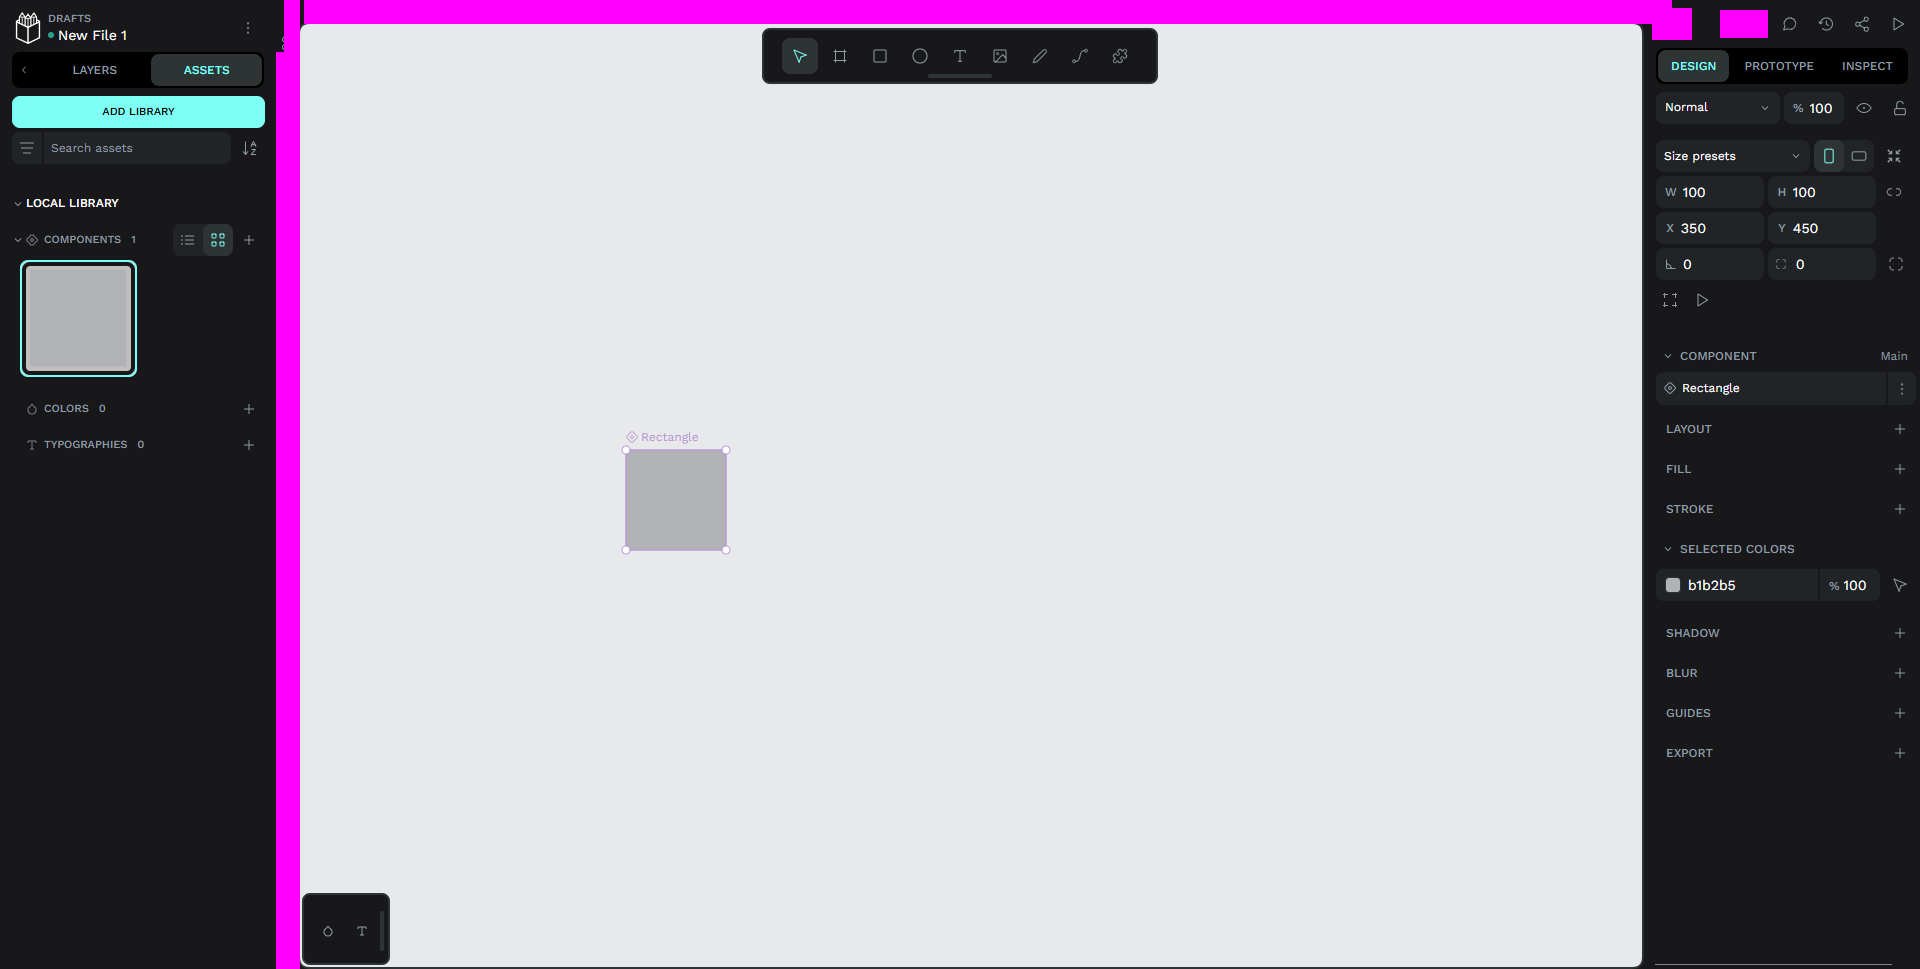 DRAFTS
New File 1
LAYERS
ASSETS
ADD LIBRARY
Search assets
LOCAL LIBRARY
COMPONENTS 1
COLORS 0
TYPOGRAPHIES 0
Rectangle
DESIGN
PROTOTYPE
INSPECT
Normal
% 100
Size presets
W 100
H 100
X 350
Y 450
0
0
COMPONENT
Main
Rectangle
LAYOUT
FILL
STROKE
SELECTED COLORS
b1b2b5
% 100
SHADOW
BLUR
GUIDES
EXPORT